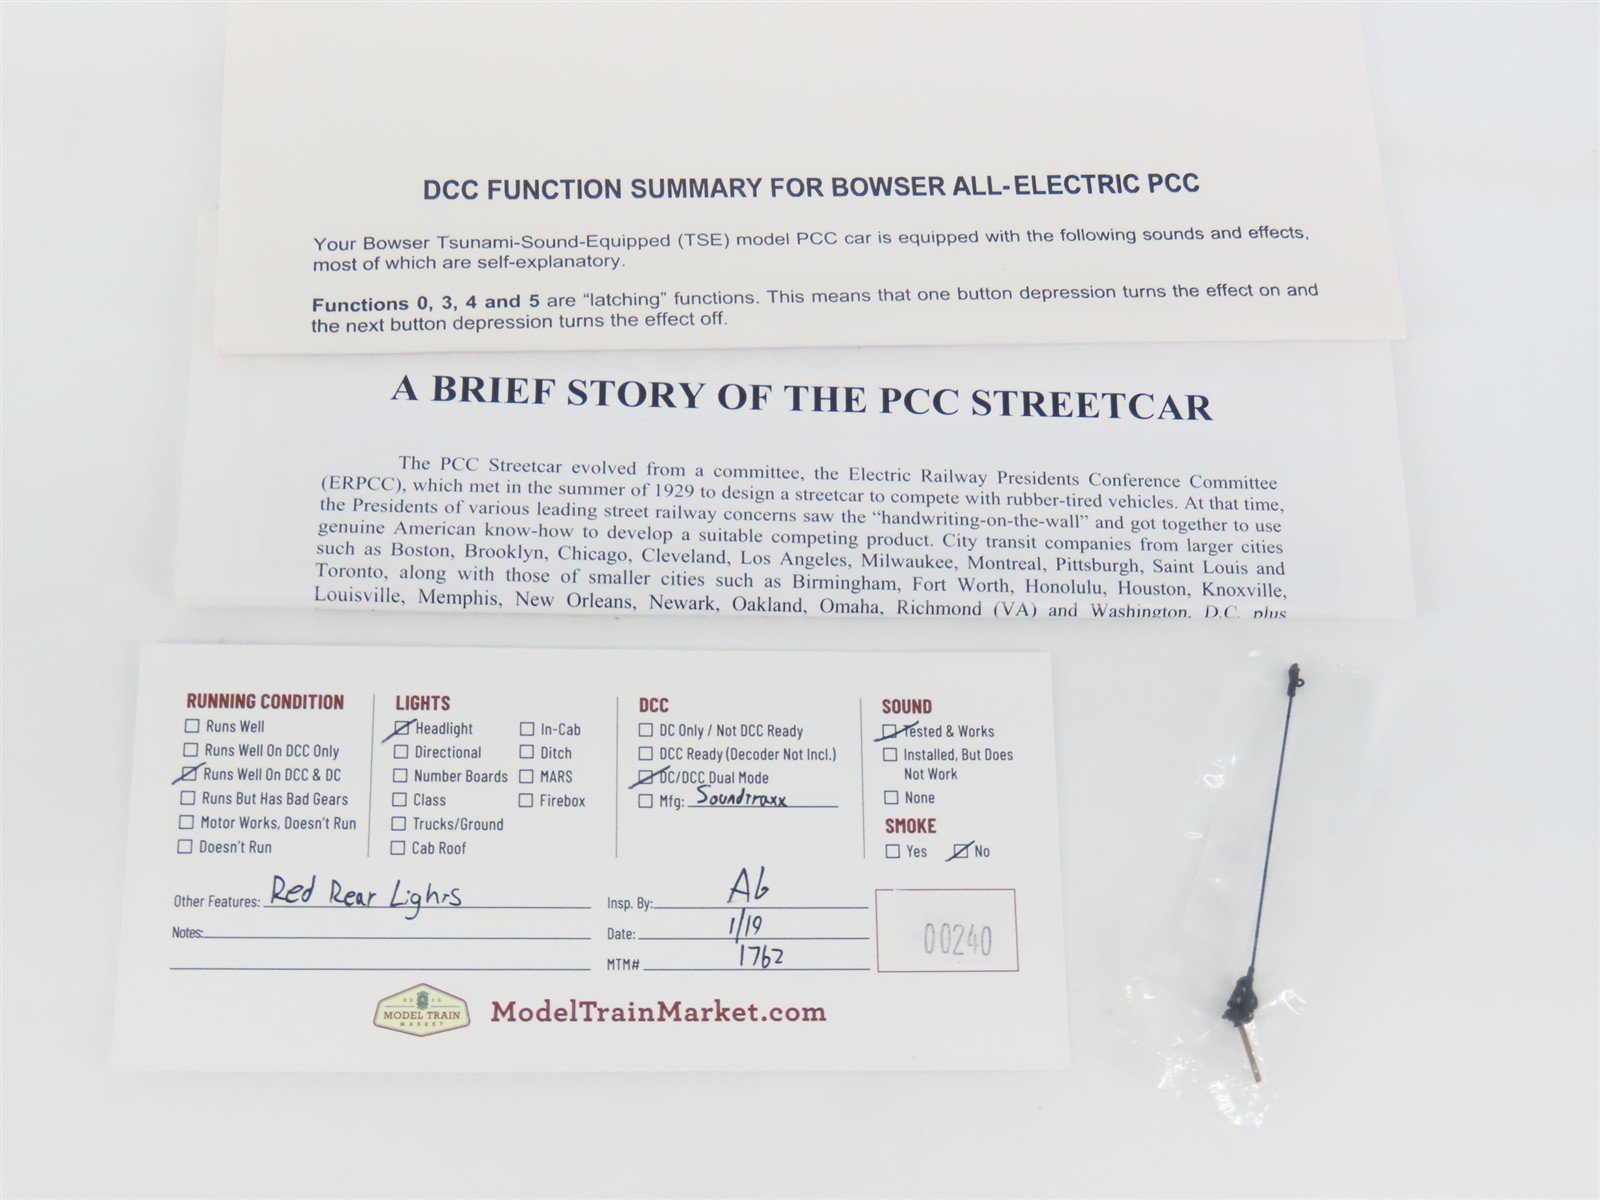 DCC FUNCTION SUMMARY FOR BOWSER ALL-ELECTRIC PCC
Your Bowser Tsunami-Sound-Equipped (TSE) model PCC car is equipped with the following sounds and effects,
most of which are self-explanatory.
Functions 0, 3, 4 and 5 are “latching” functions. This means that one button depression turns the effect on and
the next button depression turns the effect off.
A BRIEF STORY OF THE PCC STREETCAR
The PCC Streetcar evolved from a committee, the Electric Railway Presidents Conference Committee
(ERPCC), which met in the summer of 1929 to design a streetcar to compete with rubber-tired vehicles. At that time,
the Presidents of various leading street railway concerns saw the “handwriting-on-the-wall” and got together to use
genuine American know-how to develop a suitable competing product. City transit companies from larger cities
such as Boston, Brooklyn, Chicago, Cleveland, Los Angeles, Milwaukee, Montreal, Pittsburgh, Saint Louis and
Toronto, along with those of smaller cities such as Birmingham, Fort Worth, Honolulu, Houston, Knoxville,
Louisville, Memphis, New Orleans, Newark, Oakland, Omaha, Richmond (VA) and Washington, D.C. plus
RUNNING CONDITION
Runs Well
Runs Well On DCC Only
Runs Well On DCC & DC
Runs But Has Bad Gears
Motor Works, Doesn't Run
Doesn't Run
LIGHTS
Headlight
Directional
Number Boards
Class
Trucks/Ground
Cab Roof
In-Cab
Ditch
MARS
Firebox
DCC
DC Only / Not DCC Ready
DCC Ready (Decoder Not Incl.)
DC/DCC Dual Mode
Mfg: Soundtraxx
SOUND
Tested & Works
Installed, But Does
Not Work
None
SMOKE
Yes No
Other Features: Red Rear Lights
Notes:
Insp. By: AG
Date: 1/19
MTM# 1762
00240
2015
MODEL TRAIN
MARKET
ModelTrainMarket.com